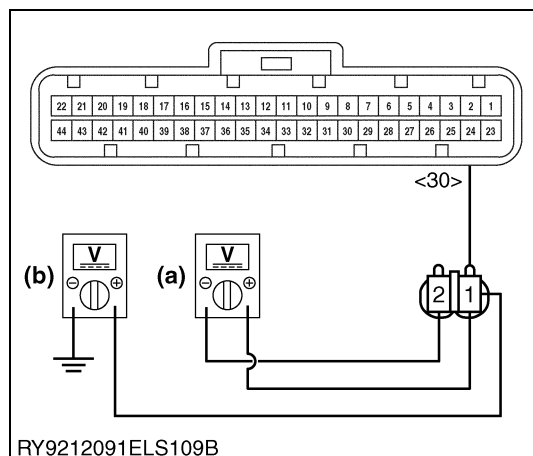 22 21 20 19 18 17 16 15 14 13 12 11 10 9 8 7 6 5 4 3 2 1
44 43 42 41 40 39 38 37 36 35 34 33 32 31 30 29 28 27 26 25 24 23
<30>
(b) V (a) V
− + − +
2 1
RY9212091ELS109B